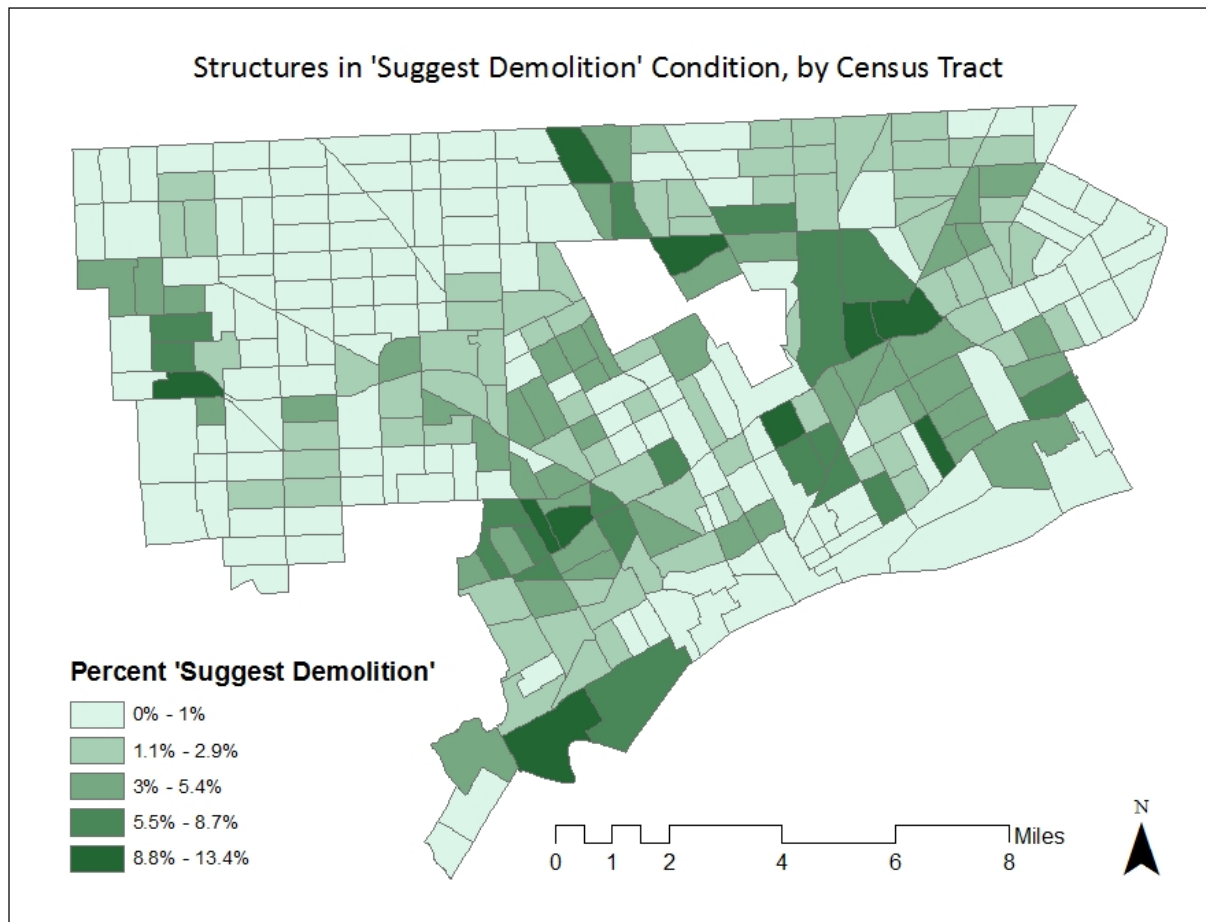 Structures in 'Suggest Demolition' Condition, by Census Tract
Percent 'Suggest Demolition'
0% - 1%
1.1% - 2.9%
3% - 5.4%
5.5% - 8.7%
8.8% - 13.4%
Miles
0 1 2 4 6 8
N